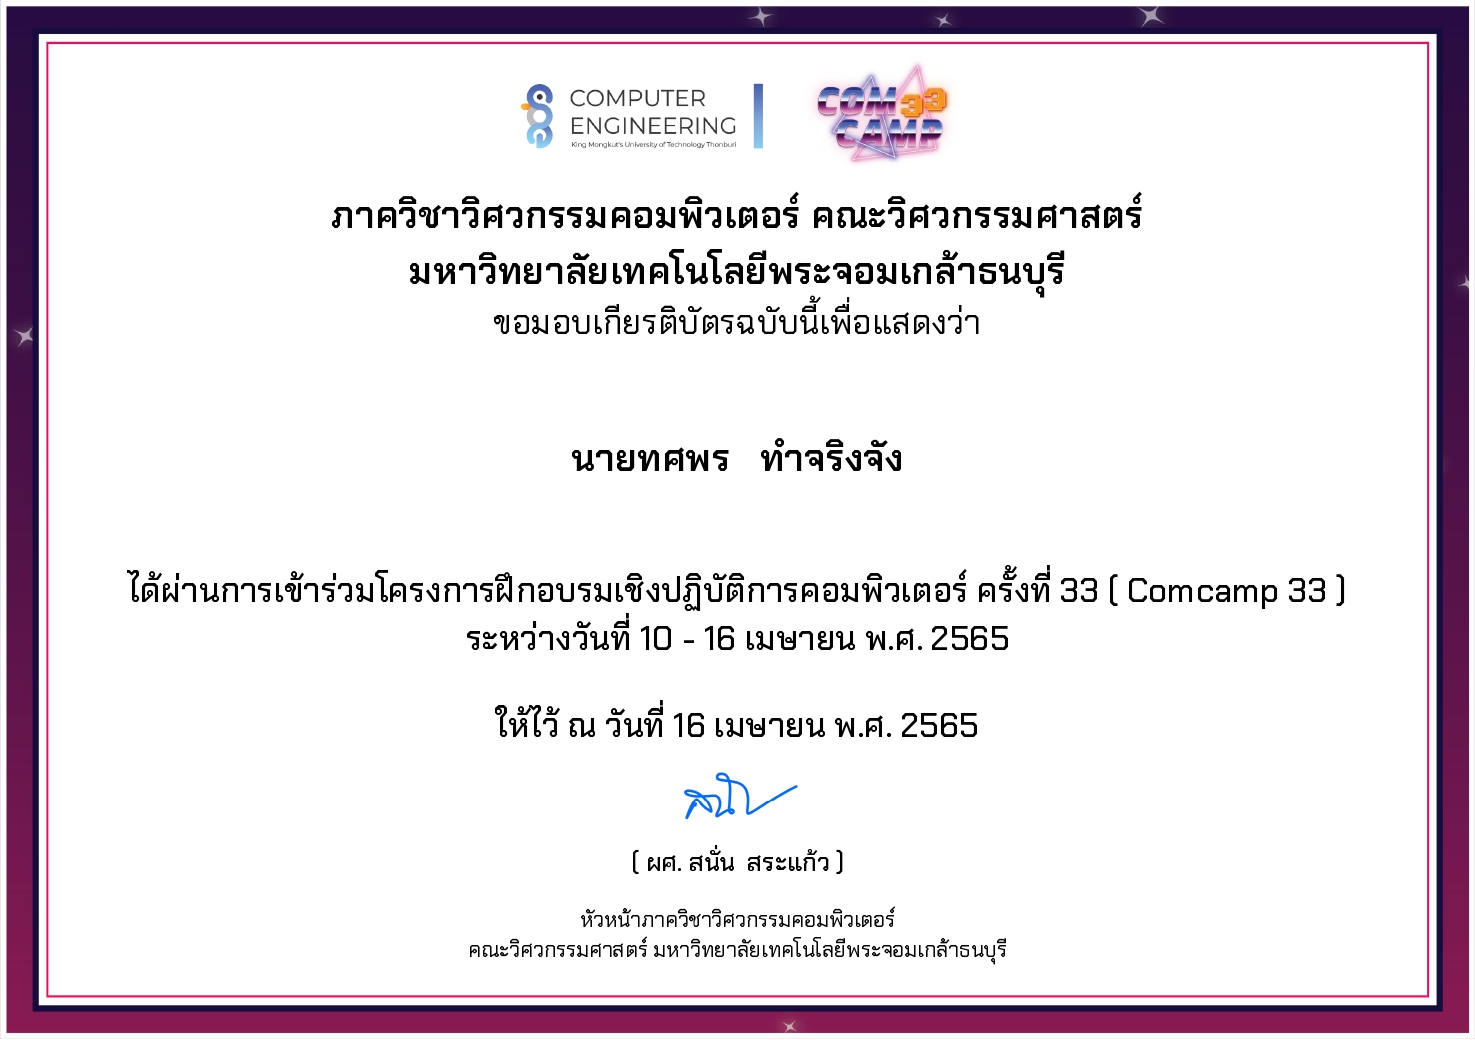 COMPUTER
ENGINEERING
King Mongkut's University of Technology Thonburi
COM 33
CAMP
ภาควิชาวิศวกรรมคอมพิวเตอร์ คณะวิศวกรรมศาสตร์
มหาวิทยาลัยเทคโนโลยีพระจอมเกล้าธนบุรี
ขอมอบเกียรติบัตรฉบับนี้เพื่อแสดงว่า
นายทศพร ทำจริงจัง
ได้ผ่านการเข้าร่วมโครงการฝึกอบรมเชิงปฏิบัติการคอมพิวเตอร์ ครั้งที่ 33 ( Comcamp 33 )
ระหว่างวันที่ 10 - 16 เมษายน พ.ศ. 2565
ให้ไว้ ณ วันที่ 16 เมษายน พ.ศ. 2565
( ผศ. สนั่น สระแก้ว )
หัวหน้าภาควิชาวิศวกรรมคอมพิวเตอร์
คณะวิศวกรรมศาสตร์ มหาวิทยาลัยเทคโนโลยีพระจอมเกล้าธนบุรี